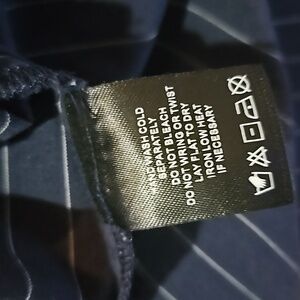 HAND WASH COLD
SEPARATELY
DO NOT BLEACH
DO NOT WRING OR TWIST
LAY FLAT TO DRY
IRON LOW HEAT
IF NECESSARY